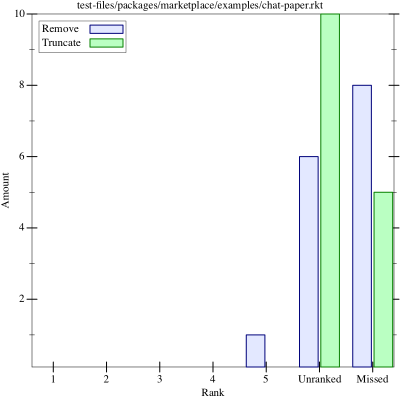 test-files/packages/marketplace/examples/chat-paper.rkt
Remove
Truncate
10
8
6
4
2
Amount
1 2 3 4 5 Unranked Missed
Rank